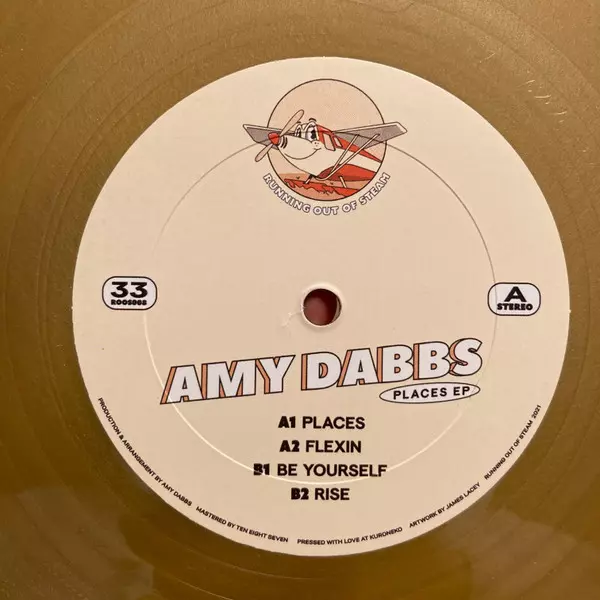 RUNNING OUT OF STEAM
33
ROOS005
A
STEREO
AMY DABBS
PLACES EP
A1 PLACES
A2 FLEXIN
B1 BE YOURSELF
B2 RISE
PRODUCTION & ARRANGEMENT BY AMY DABBS MASTERED BY TEN EIGHT SEVEN PRESSED WITH LOVE AT KURONEKO ARTWORK BY JAMES LACEY RUNNING OUT OF STEAM 2021